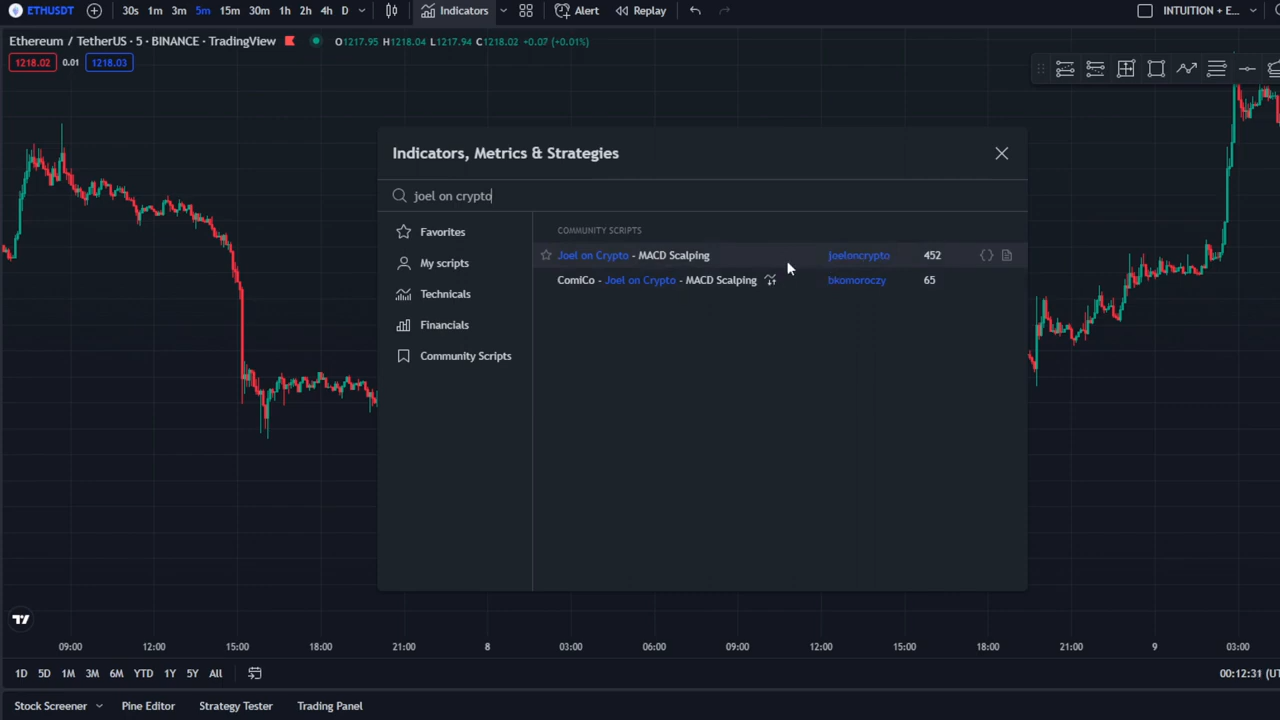 ETHUSDT 30s 1m 3m 5m 15m 30m 1h 2h 4h D Indicators Alert Replay INTUITION + E...
Ethereum / TetherUS · 5 · BINANCE · TradingView O1217.95 H1218.04 L1217.94 C1218.02 +0.07 (+0.01%)
1218.02 0.01 1218.03
Indicators, Metrics & Strategies
joel on crypto
Favorites
My scripts
Technicals
Financials
Community Scripts
COMMUNITY SCRIPTS
Joel on Crypto - MACD Scalping joeloncrypto 452
ComiCo - Joel on Crypto - MACD Scalping bkomoroczy 65
09:00 12:00 15:00 18:00 21:00 8 03:00 06:00 09:00 12:00 15:00 18:00 21:00 9 03:00
1D 5D 1M 3M 6M YTD 1Y 5Y All 00:12:31 (UT
Stock Screener Pine Editor Strategy Tester Trading Panel